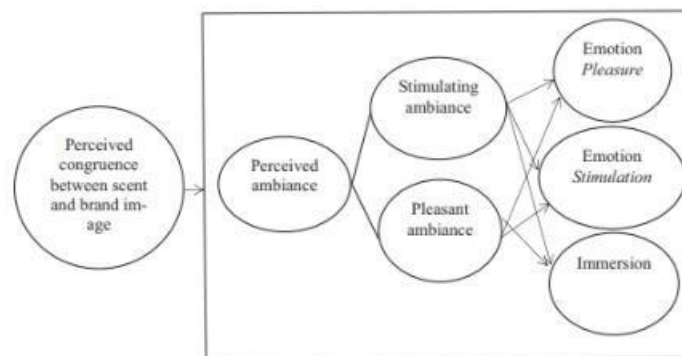 Perceived
congruence
between scent
and brand im-
age
Perceived
ambiance
Stimulating
ambiance
Pleasant
ambiance
Emotion
Pleasure
Emotion
Stimulation
Immersion